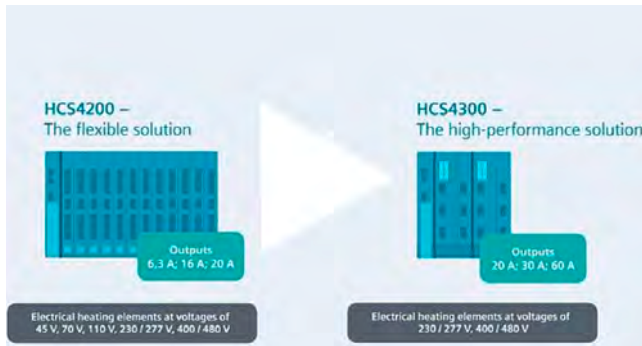 HCS4200 –
The flexible solution
Outputs
6,3 A; 16 A; 20 A
Electrical heating elements at voltages of
45 V, 70 V, 110 V, 230 / 277 V, 400 / 480 V
HCS4300 –
The high-performance solution
Outputs
20 A; 30 A; 60 A
Electrical heating elements at voltages of
230 / 277 V, 400 / 480 V